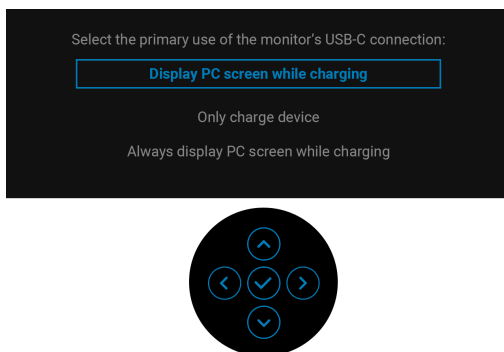 Select the primary use of the monitor's USB-C connection:
Display PC screen while charging
Only charge device
Always display PC screen while charging